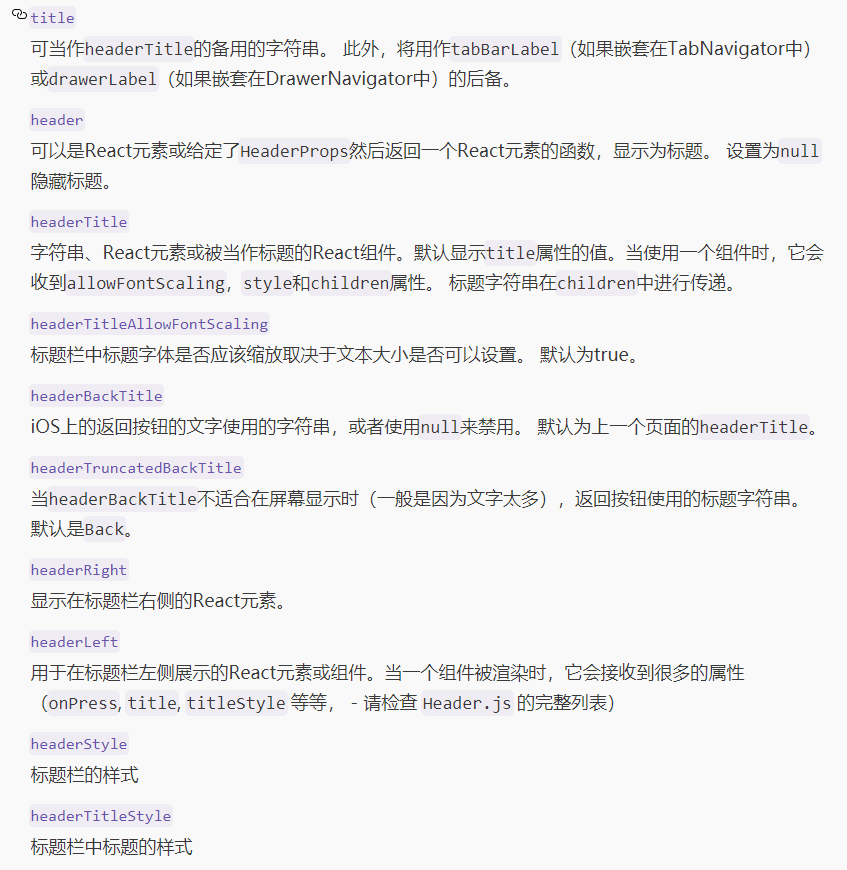 title
可当作headerTitle的备用的字符串。 此外，将用作tabBarLabel（如果嵌套在TabNavigator中）
或drawerLabel（如果嵌套在DrawerNavigator中）的后备。
header
可以是React元素或给定了HeaderProps然后返回一个React元素的函数，显示为标题。 设置为null
隐藏标题。
headerTitle
字符串、React元素或被当作标题的React组件。默认显示title属性的值。当使用一个组件时，它会
收到allowFontScaling，style和children属性。 标题字符串在children中进行传递。
headerTitleAllowFontScaling
标题栏中标题字体是否应该缩放取决于文本大小是否可以设置。 默认为true。
headerBackTitle
iOS上的返回按钮的文字使用的字符串，或者使用null来禁用。 默认为上一个页面的headerTitle。
headerTruncatedBackTitle
当headerBackTitle不适合在屏幕显示时（一般是因为文字太多），返回按钮使用的标题字符串。
默认是Back。
headerRight
显示在标题栏右侧的React元素。
headerLeft
用于在标题栏左侧展示的React元素或组件。当一个组件被渲染时，它会接收到很多的属性
（onPress, title, titleStyle 等等， - 请检查 Header.js 的完整列表）
headerStyle
标题栏的样式
headerTitleStyle
标题栏中标题的样式